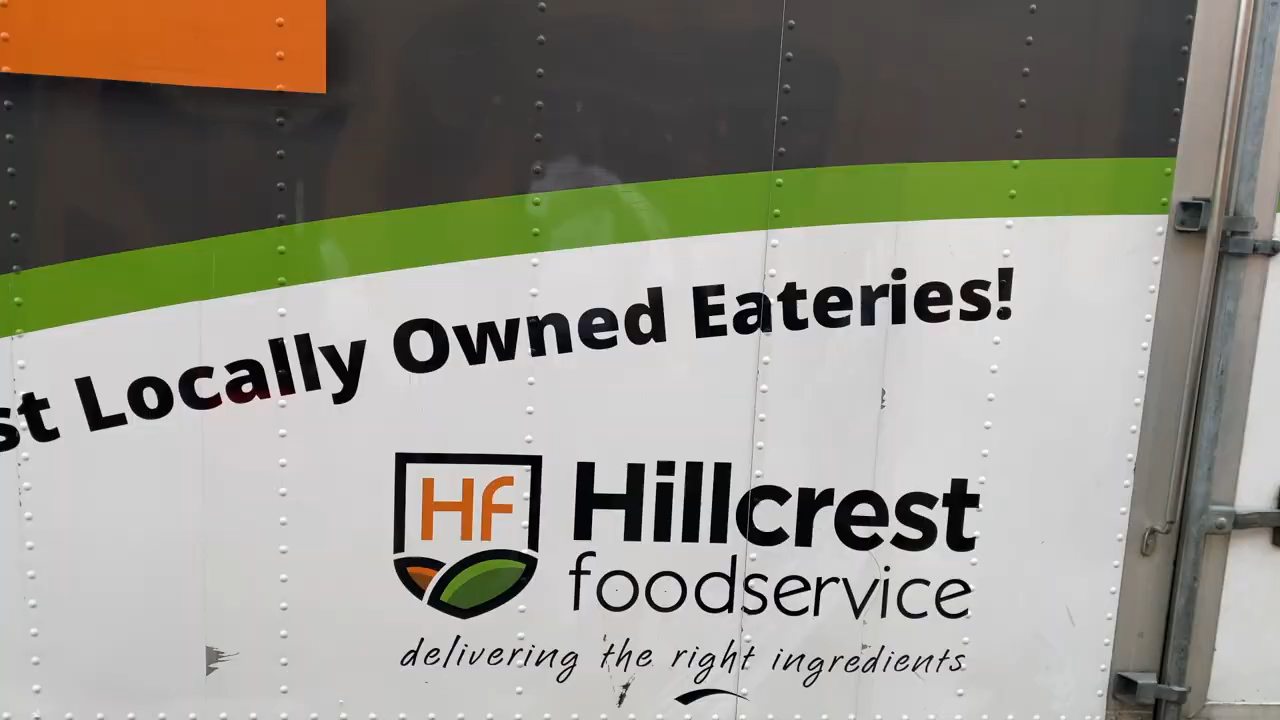 st Locally Owned Eateries!
Hf
Hillcrest
foodservice
delivering the right ingredients